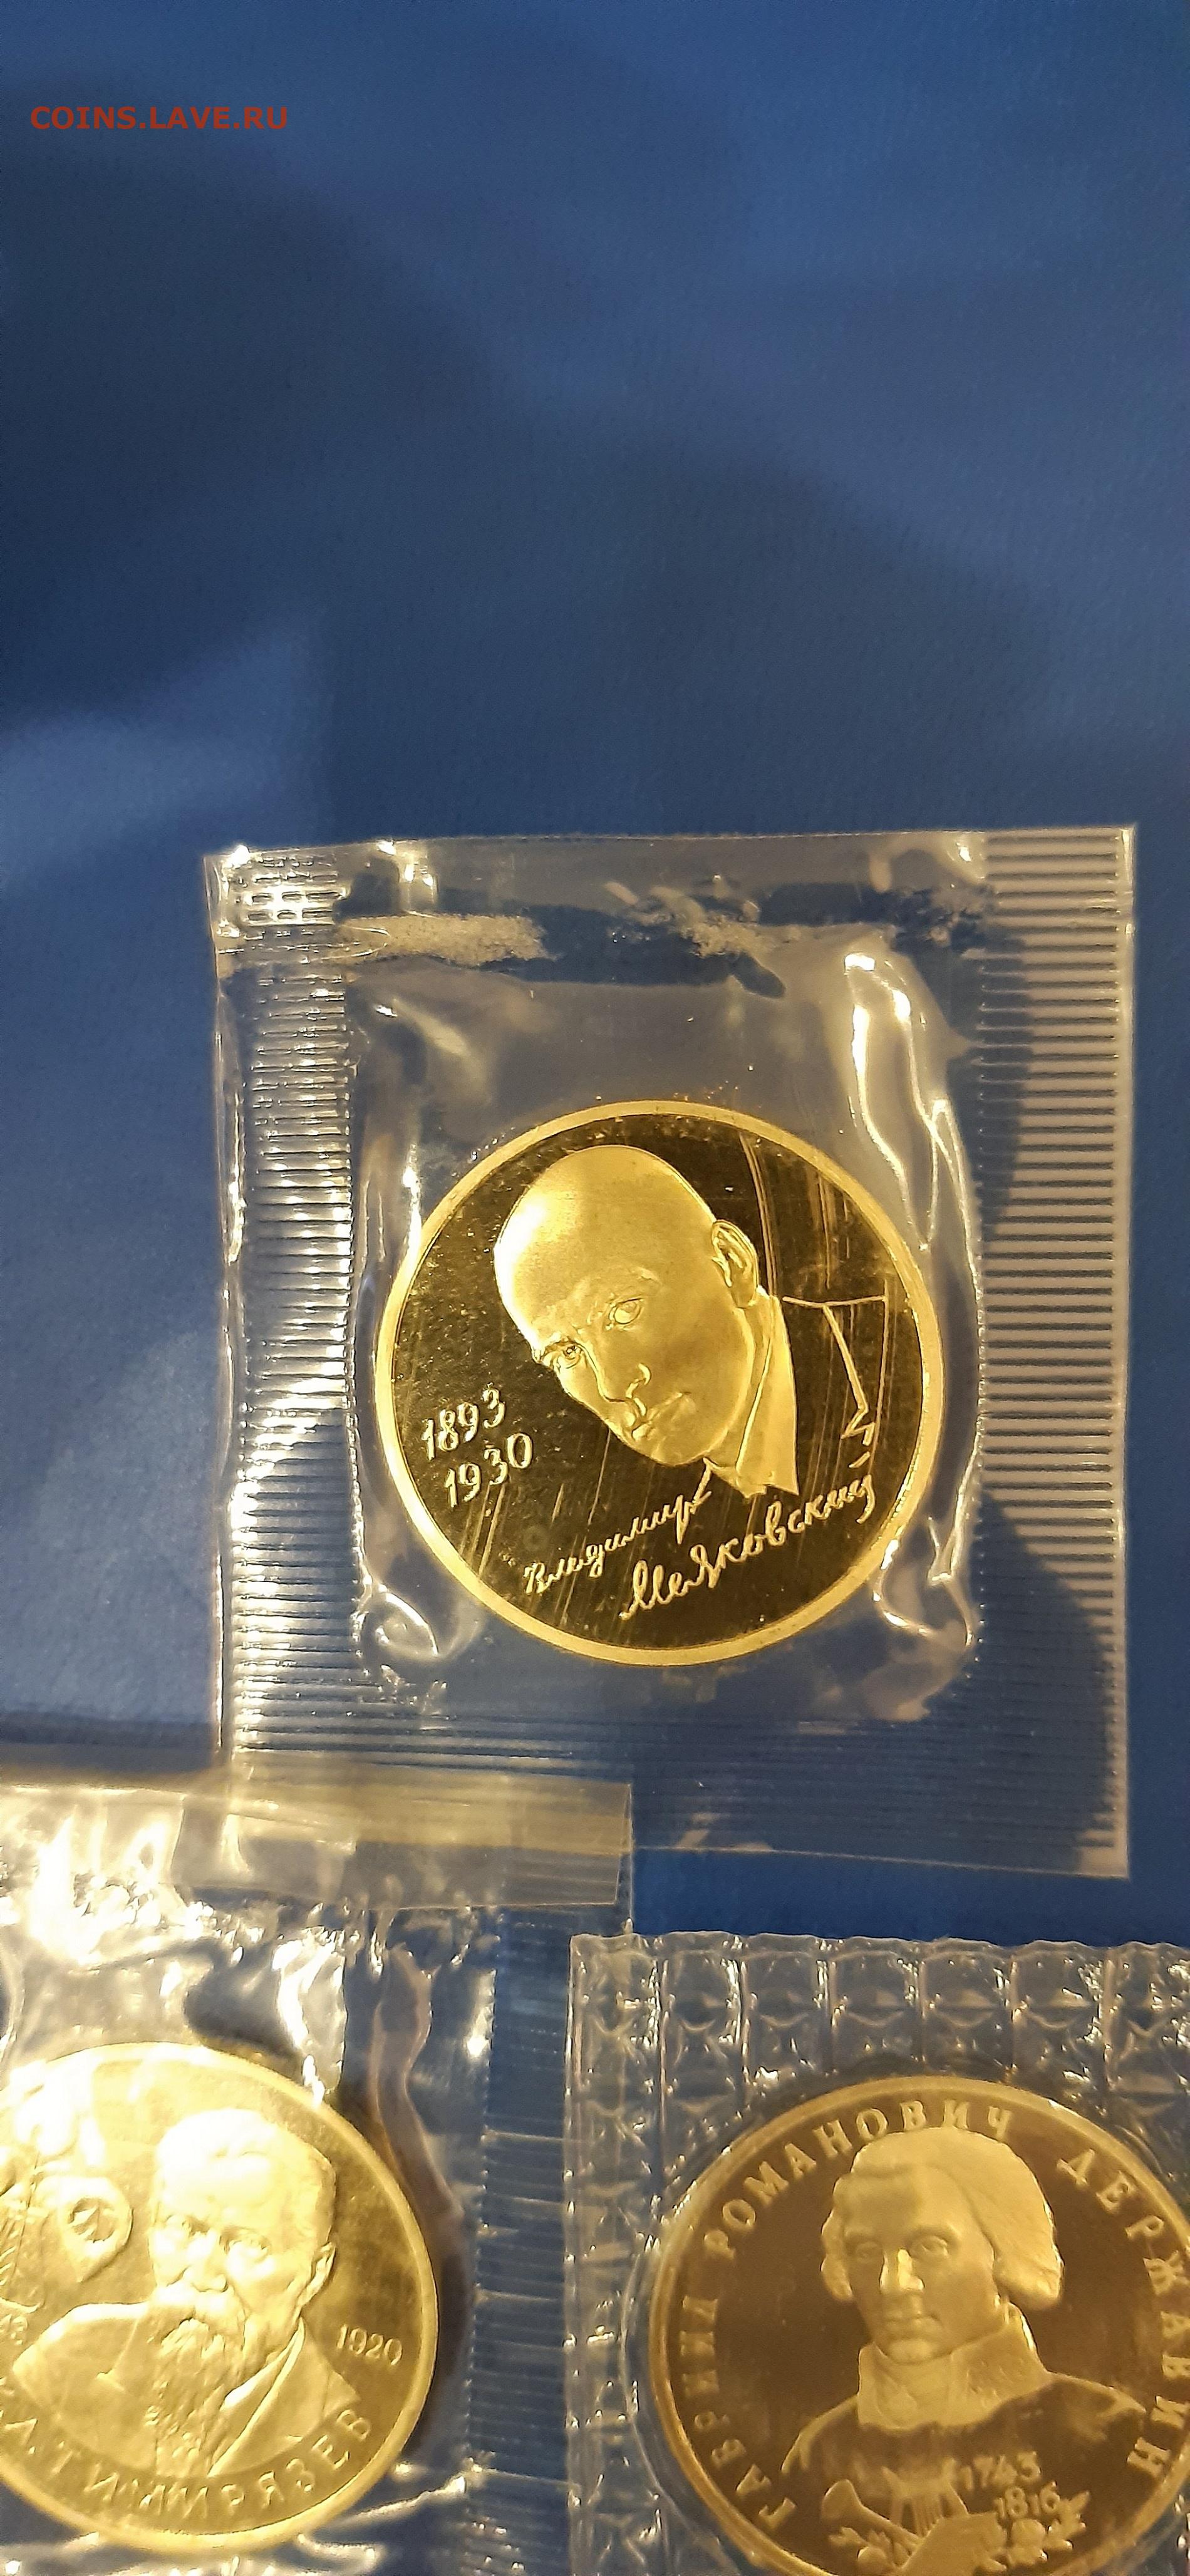 COINS.LAVE.RU
1893
1930
Владимир
Маяковский
1920
ТИМИРЯЗЕВ
ГАВРИИЛ РОМАНОВИЧ ДЕРЖАВИН
1743
1816